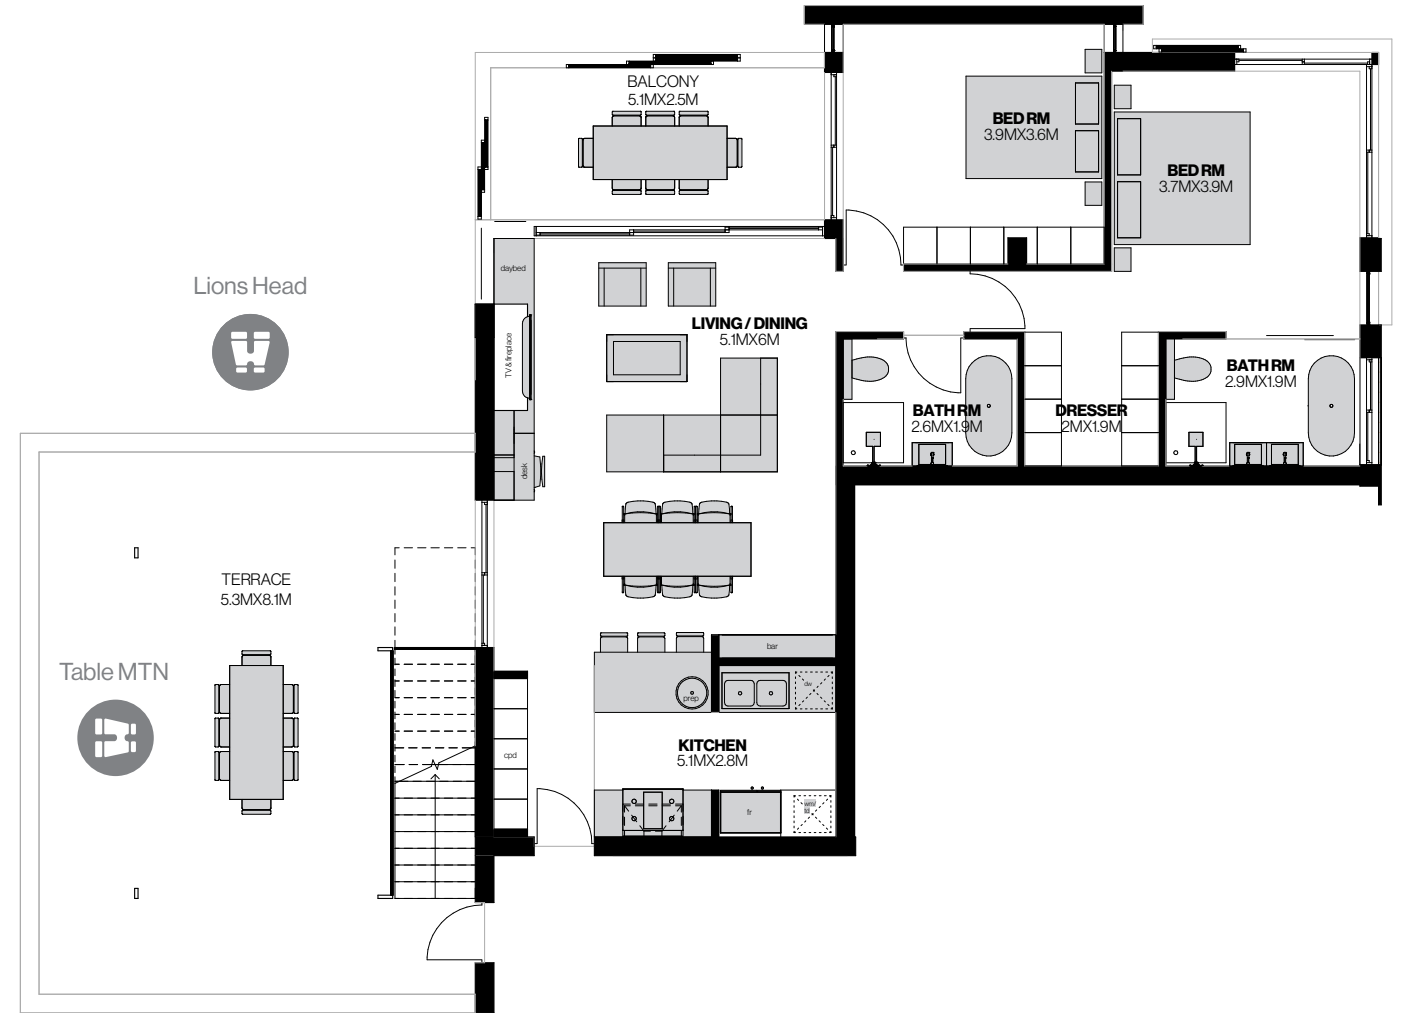 BALCONY
5.1MX2.5M
BED RM
3.9MX3.6M
BED RM
3.7MX3.9M
daybed
Lions Head
LIVING / DINING
5.1MX6M
TV & fireplace
BATH RM
2.6MX1.9M
DRESSER
2MX1.9M
BATH RM
2.9MX1.9M
desk
TERRACE
5.3MX8.1M
bar
Table MTN
prep
dw
KITCHEN
5.1MX2.8M
cpd
fr